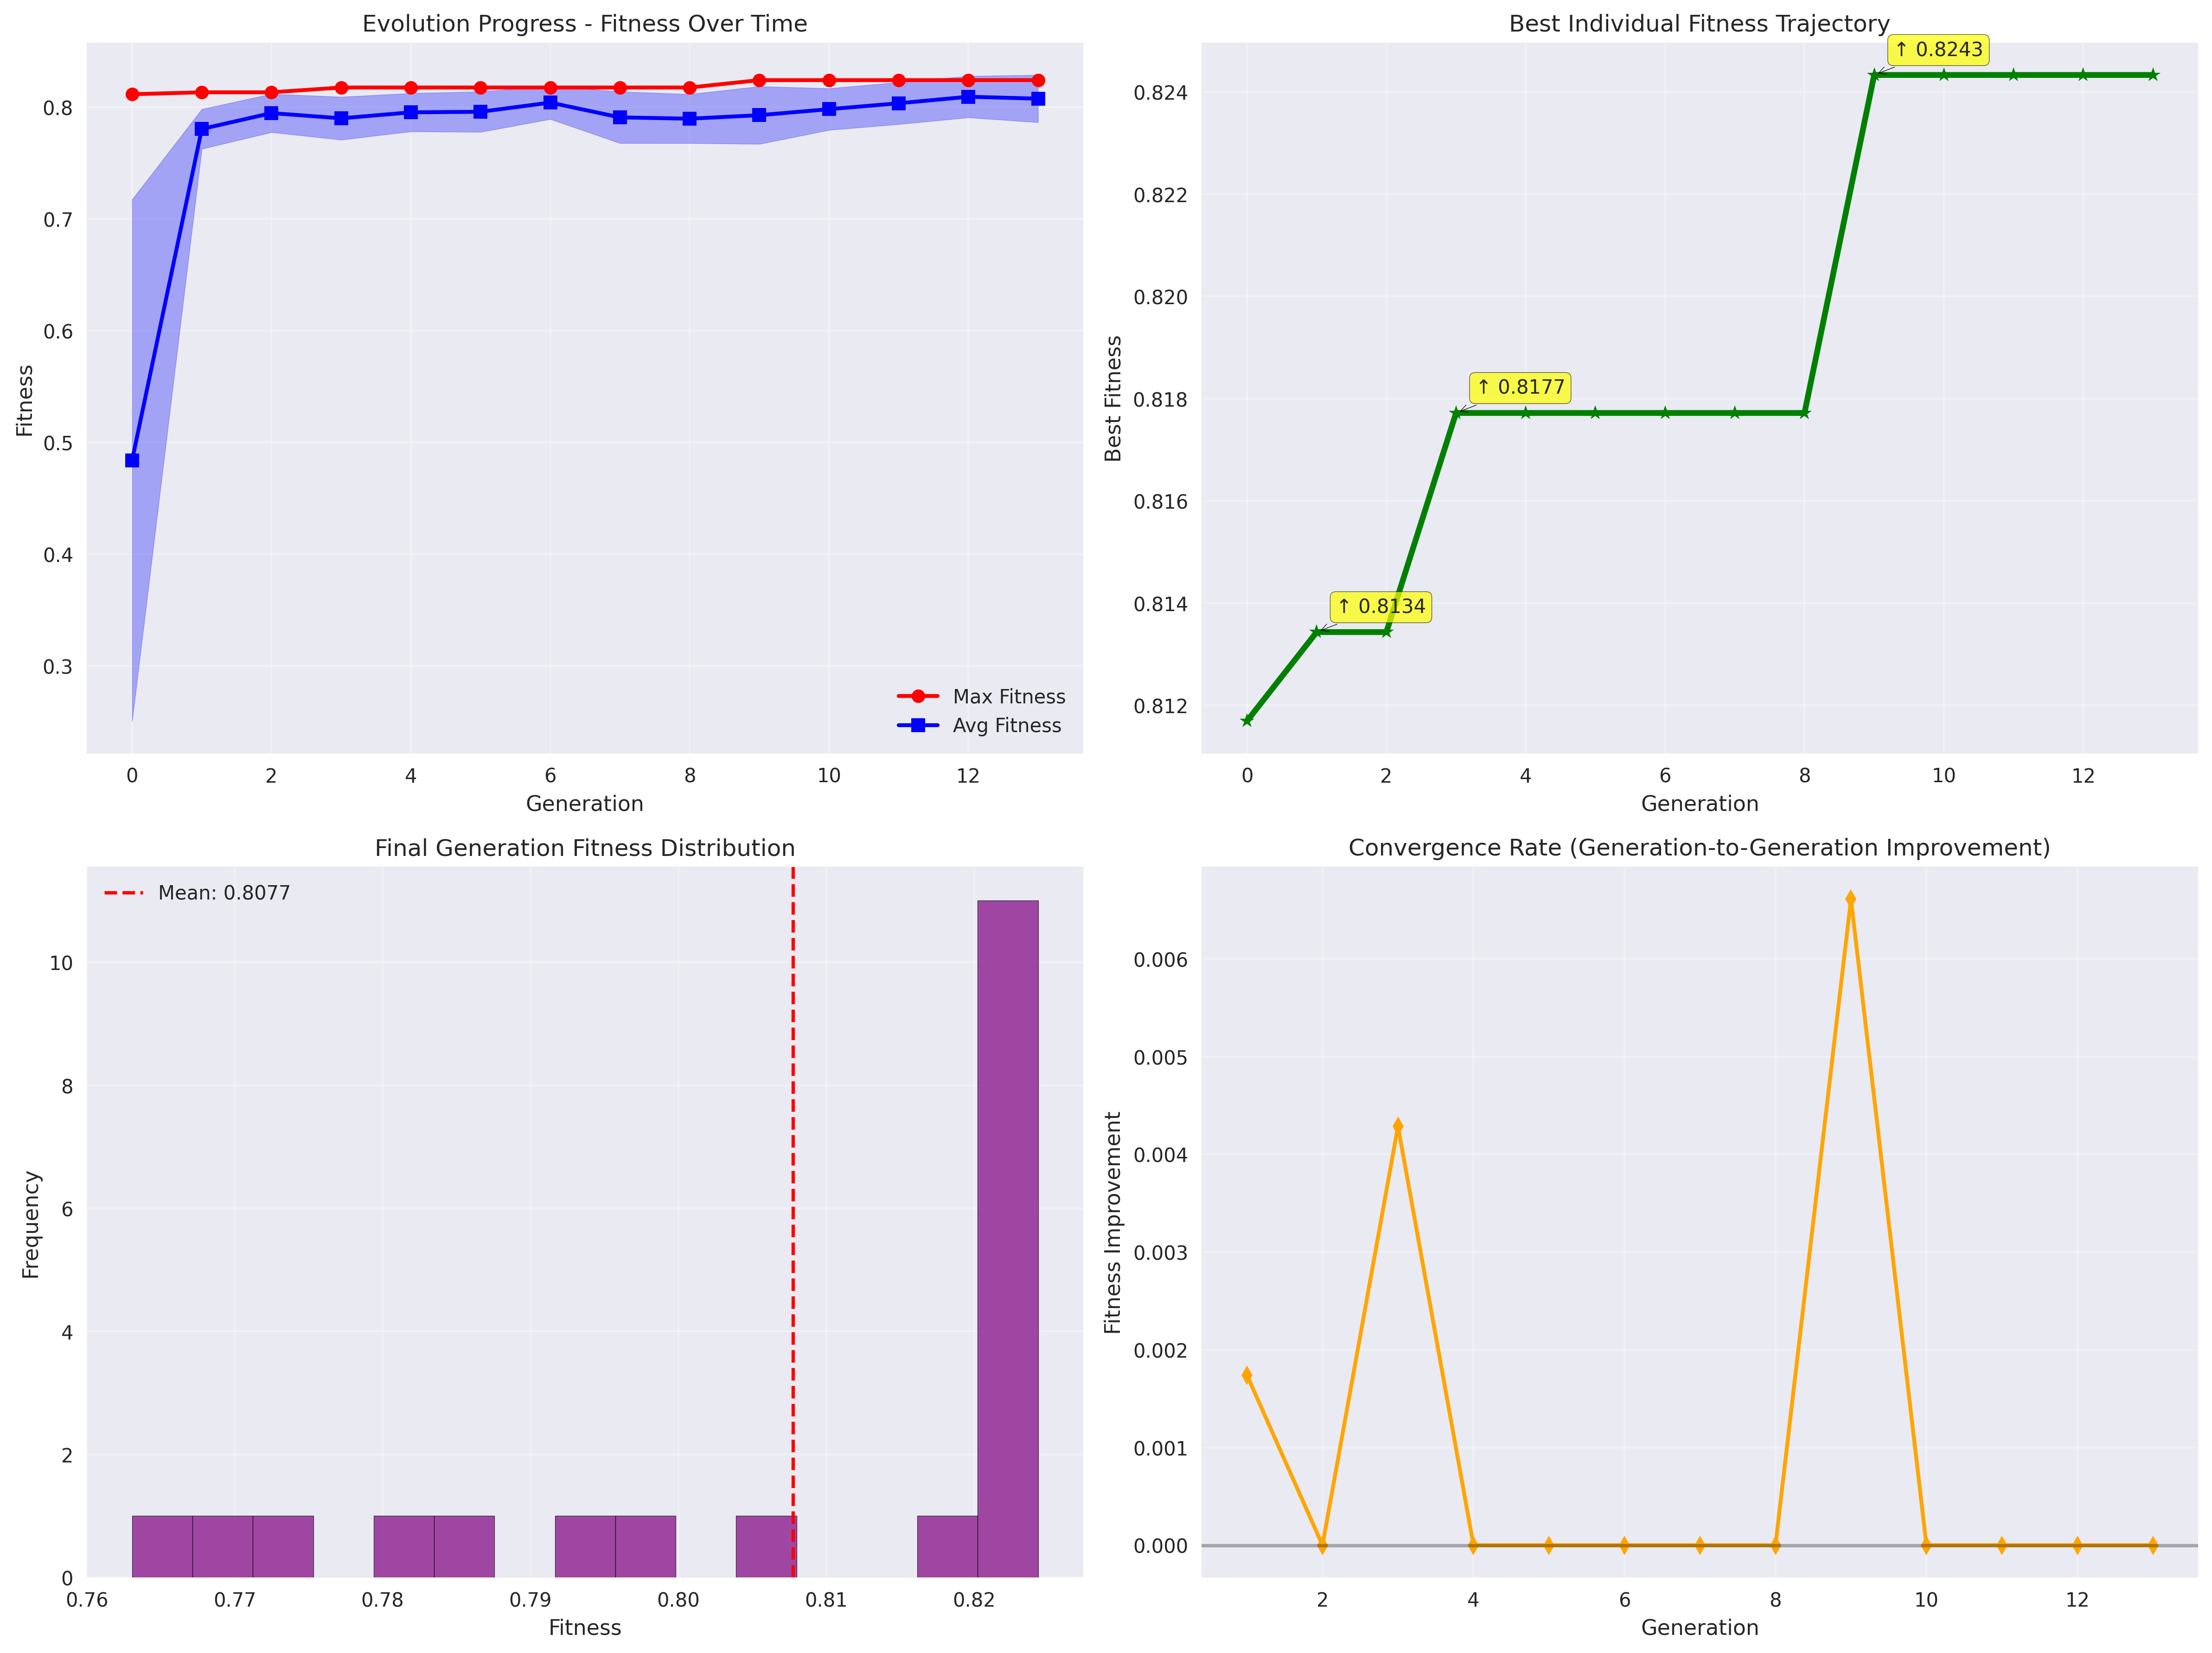 Evolution Progress - Fitness Over Time
Fitness
0.8
0.7
0.6
0.5
0.4
0.3
Max Fitness
Avg Fitness
0 2 4 6 8 10 12
Generation
Best Individual Fitness Trajectory
Best Fitness
0.824
0.822
0.820
0.818
0.816
0.814
0.812
↑ 0.8243
↑ 0.8177
↑ 0.8134
0 2 4 6 8 10 12
Generation
Final Generation Fitness Distribution
Mean: 0.8077
Frequency
10
8
6
4
2
0
0.76 0.77 0.78 0.79 0.80 0.81 0.82
Fitness
Convergence Rate (Generation-to-Generation Improvement)
Fitness Improvement
0.006
0.005
0.004
0.003
0.002
0.001
0.000
2 4 6 8 10 12
Generation